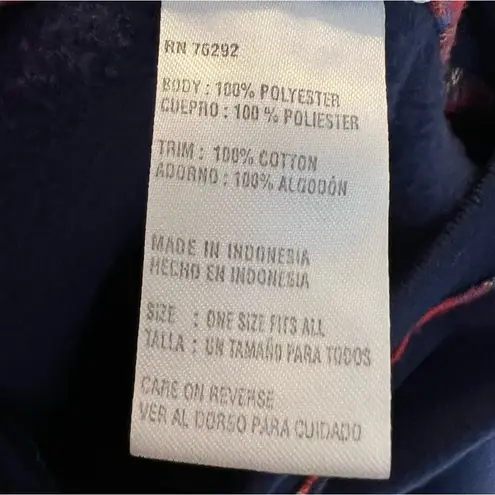 RN 76292
BODY : 100% POLYESTER
CUEPRO : 100 % POLIESTER
TRIM : 100% COTTON
ADORNO : 100% ALGODÓN
MADE IN INDONESIA
HECHO EN INDONESIA
SIZE : ONE SIZE FITS ALL
TALLA : UN TAMAÑO PARA TODOS
CARE ON REVERSE
VER AL DORSO PARA CUIDADO